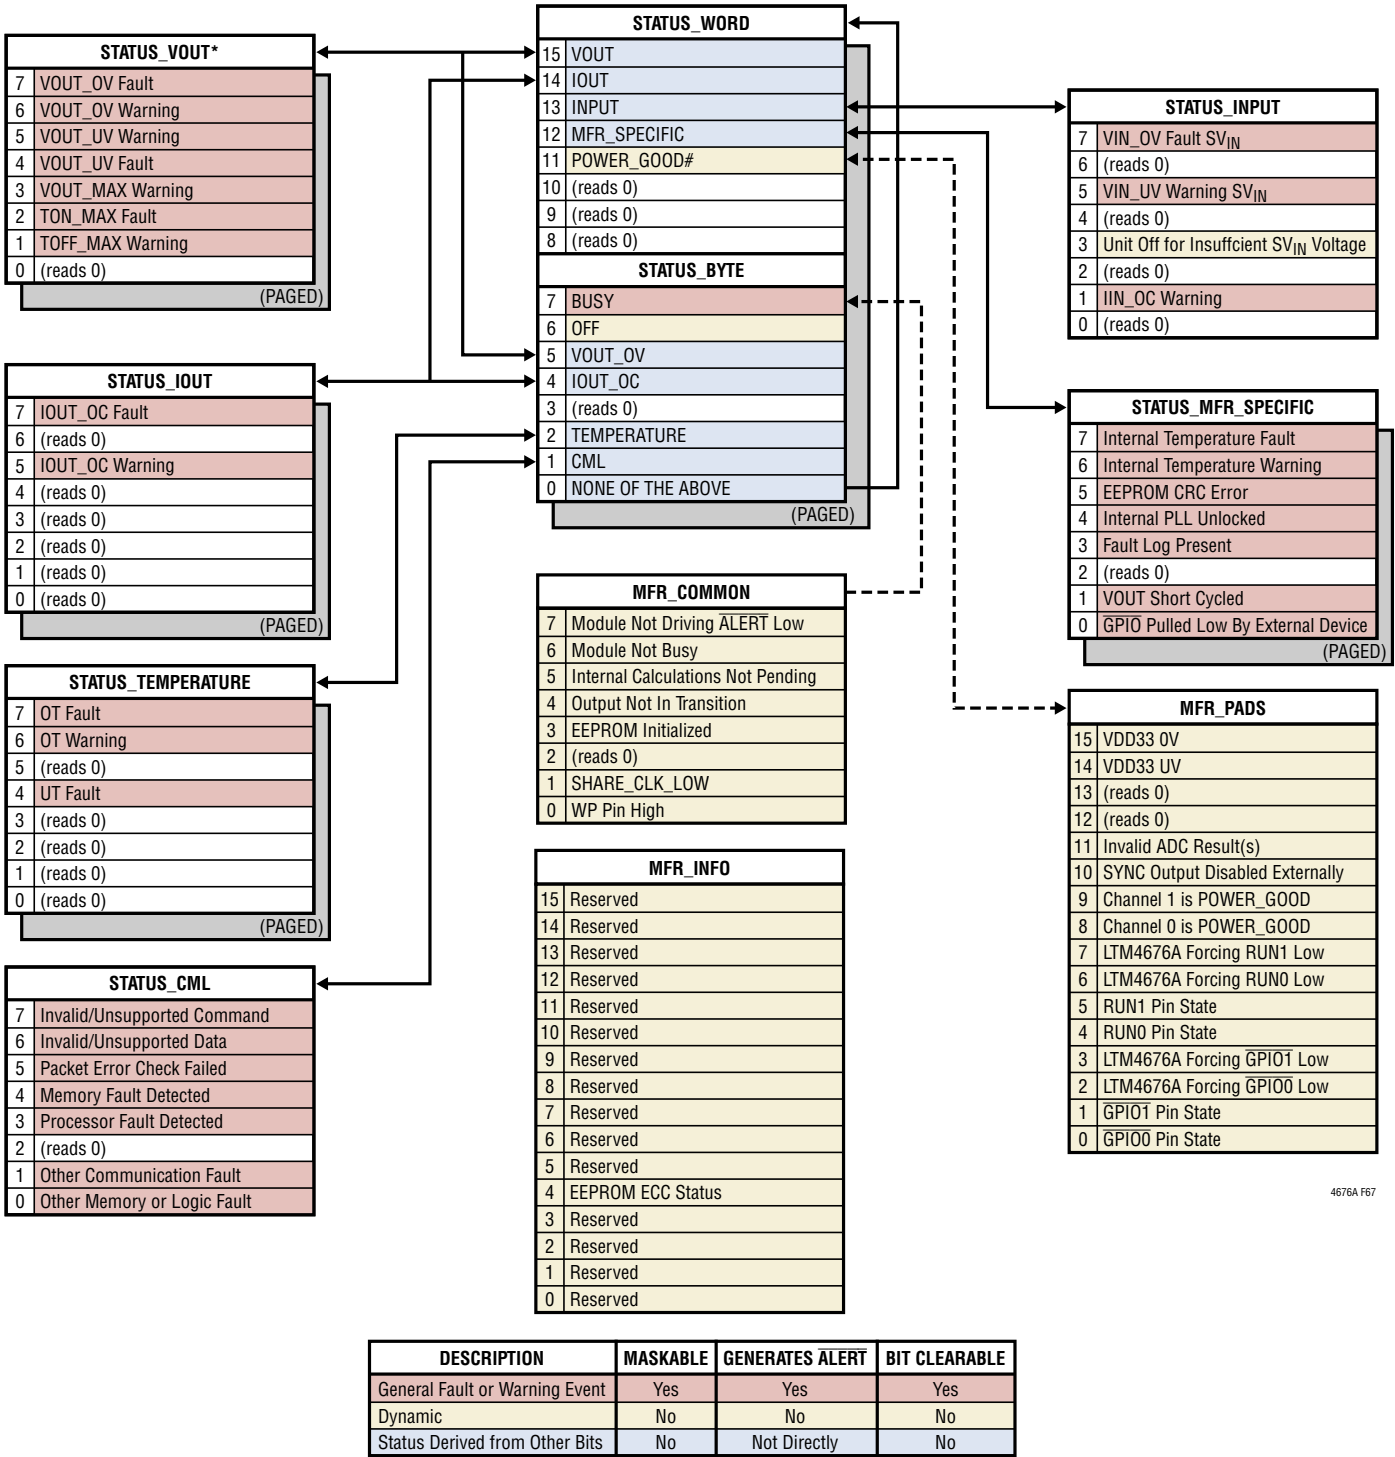 STATUS_VOUT*
7 VOUT_OV Fault
6 VOUT_OV Warning
5 VOUT_UV Warning
4 VOUT_UV Fault
3 VOUT_MAX Warning
2 TON_MAX Fault
1 TOFF_MAX Warning
0 (reads 0)
(PAGED)
STATUS_IOUT
7 IOUT_OC Fault
6 (reads 0)
5 IOUT_OC Warning
4 (reads 0)
3 (reads 0)
2 (reads 0)
1 (reads 0)
0 (reads 0)
(PAGED)
STATUS_TEMPERATURE
7 OT Fault
6 OT Warning
5 (reads 0)
4 UT Fault
3 (reads 0)
2 (reads 0)
1 (reads 0)
0 (reads 0)
(PAGED)
STATUS_CML
7 Invalid/Unsupported Command
6 Invalid/Unsupported Data
5 Packet Error Check Failed
4 Memory Fault Detected
3 Processor Fault Detected
2 (reads 0)
1 Other Communication Fault
0 Other Memory or Logic Fault
STATUS_WORD
15 VOUT
14 IOUT
13 INPUT
12 MFR_SPECIFIC
11 POWER_GOOD#
10 (reads 0)
9 (reads 0)
8 (reads 0)
STATUS_BYTE
7 BUSY
6 OFF
5 VOUT_OV
4 IOUT_OC
3 (reads 0)
2 TEMPERATURE
1 CML
0 NONE OF THE ABOVE
(PAGED)
MFR_COMMON
7 Module Not Driving ALERT Low
6 Module Not Busy
5 Internal Calculations Not Pending
4 Output Not In Transition
3 EEPROM Initialized
2 (reads 0)
1 SHARE_CLK_LOW
0 WP Pin High
MFR_INFO
15 Reserved
14 Reserved
13 Reserved
12 Reserved
11 Reserved
10 Reserved
9 Reserved
8 Reserved
7 Reserved
6 Reserved
5 Reserved
4 EEPROM ECC Status
3 Reserved
2 Reserved
1 Reserved
0 Reserved
STATUS_INPUT
7 VIN_OV Fault SVIN
6 (reads 0)
5 VIN_UV Warning SVIN
4 (reads 0)
3 Unit Off for Insuffcient SVIN Voltage
2 (reads 0)
1 IIN_OC Warning
0 (reads 0)
STATUS_MFR_SPECIFIC
7 Internal Temperature Fault
6 Internal Temperature Warning
5 EEPROM CRC Error
4 Internal PLL Unlocked
3 Fault Log Present
2 (reads 0)
1 VOUT Short Cycled
0 GPIO Pulled Low By External Device
(PAGED)
MFR_PADS
15 VDD33 OV
14 VDD33 UV
13 (reads 0)
12 (reads 0)
11 Invalid ADC Result(s)
10 SYNC Output Disabled Externally
9 Channel 1 is POWER_GOOD
8 Channel 0 is POWER_GOOD
7 LTM4676A Forcing RUN1 Low
6 LTM4676A Forcing RUN0 Low
5 RUN1 Pin State
4 RUN0 Pin State
3 LTM4676A Forcing GPIO1 Low
2 LTM4676A Forcing GPIO0 Low
1 GPIO1 Pin State
0 GPIO0 Pin State
4676A F67
DESCRIPTION MASKABLE GENERATES ALERT BIT CLEARABLE
General Fault or Warning Event Yes Yes Yes
Dynamic No No No
Status Derived from Other Bits No Not Directly No